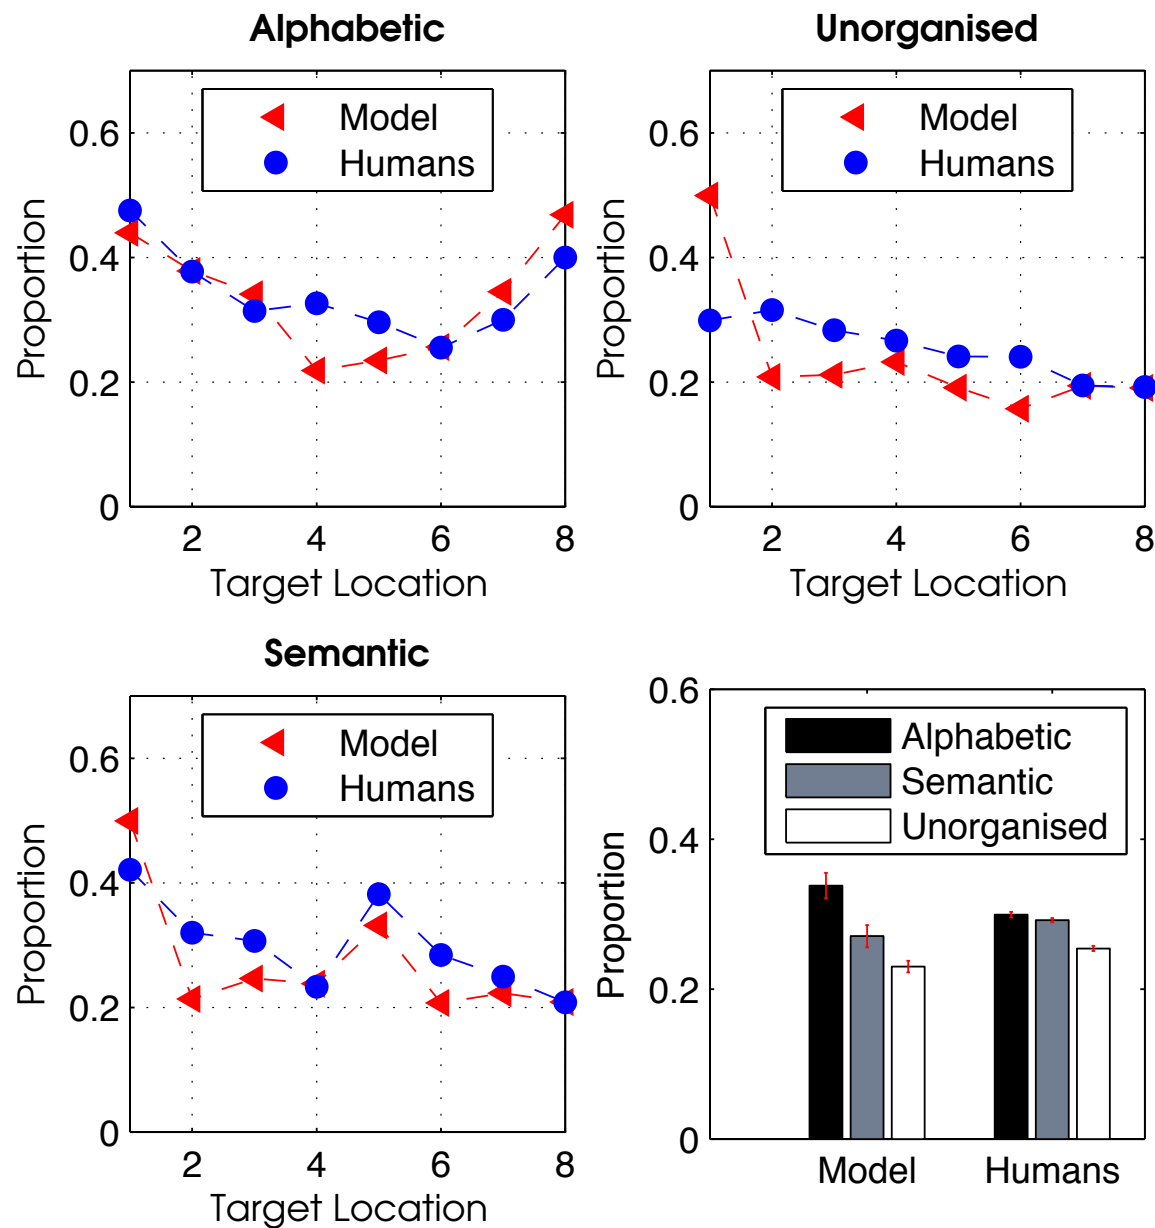 Alphabetic
Model
Humans
0.6
0.4
0.2
0
Proportion
2 4 6 8
Target Location
Unorganised
Model
Humans
0.6
0.4
0.2
0
Proportion
2 4 6 8
Target Location
Semantic
Model
Humans
0.6
0.4
0.2
0
Proportion
2 4 6 8
Target Location
Alphabetic
Semantic
Unorganised
0.6
0.4
0.2
0
Proportion
Model Humans